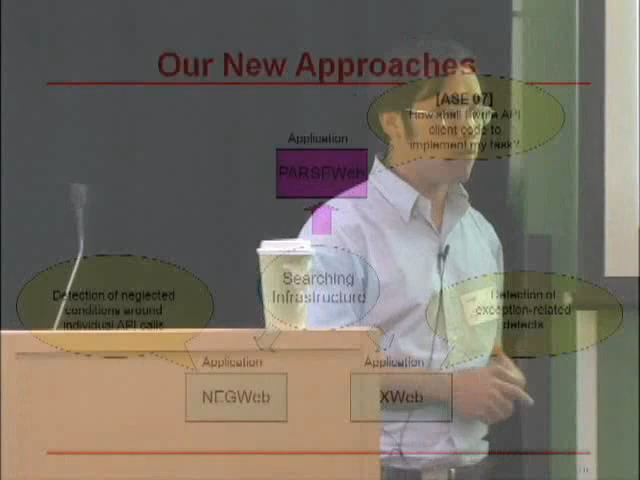 Our New Approaches
[ASE 07]
How shall I write API
client code to
implement my task?
Application
PARSEWeb
Searching
Infrastructure
Detection of neglected
conditions around
individual API calls
Detection of
exception-related
defects
Application
Application
NEGWeb
XWeb